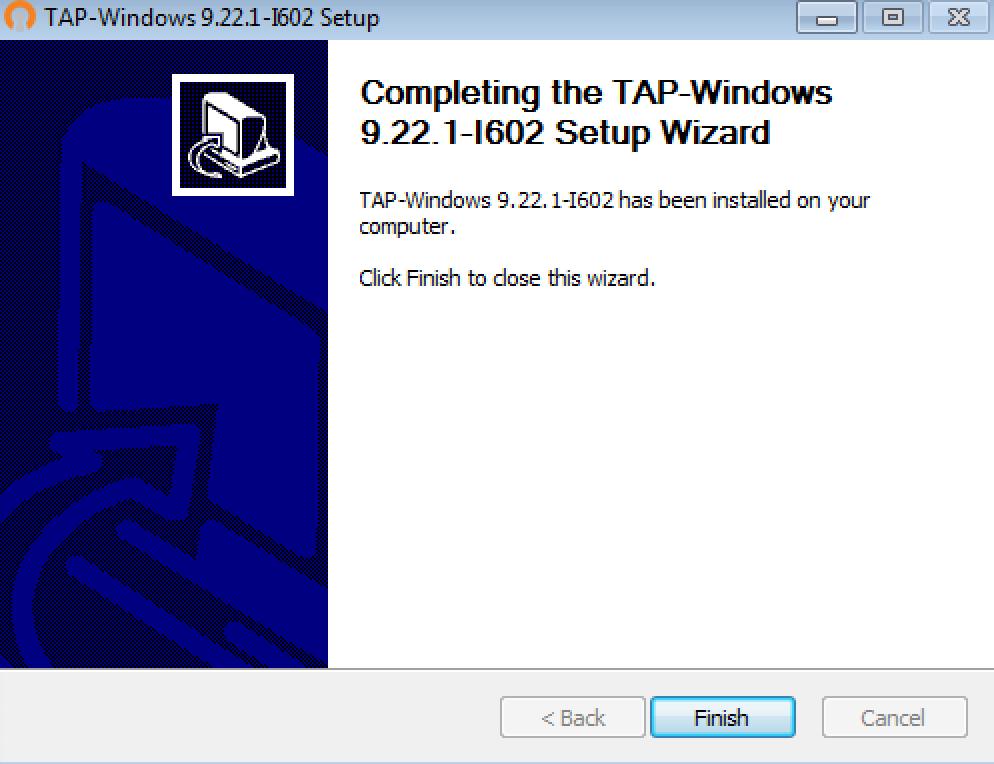 TAP-Windows 9.22.1-I602 Setup
Completing the TAP-Windows
9.22.1-I602 Setup Wizard
TAP-Windows 9.22.1-I602 has been installed on your
computer.
Click Finish to close this wizard.
< Back
Finish
Cancel